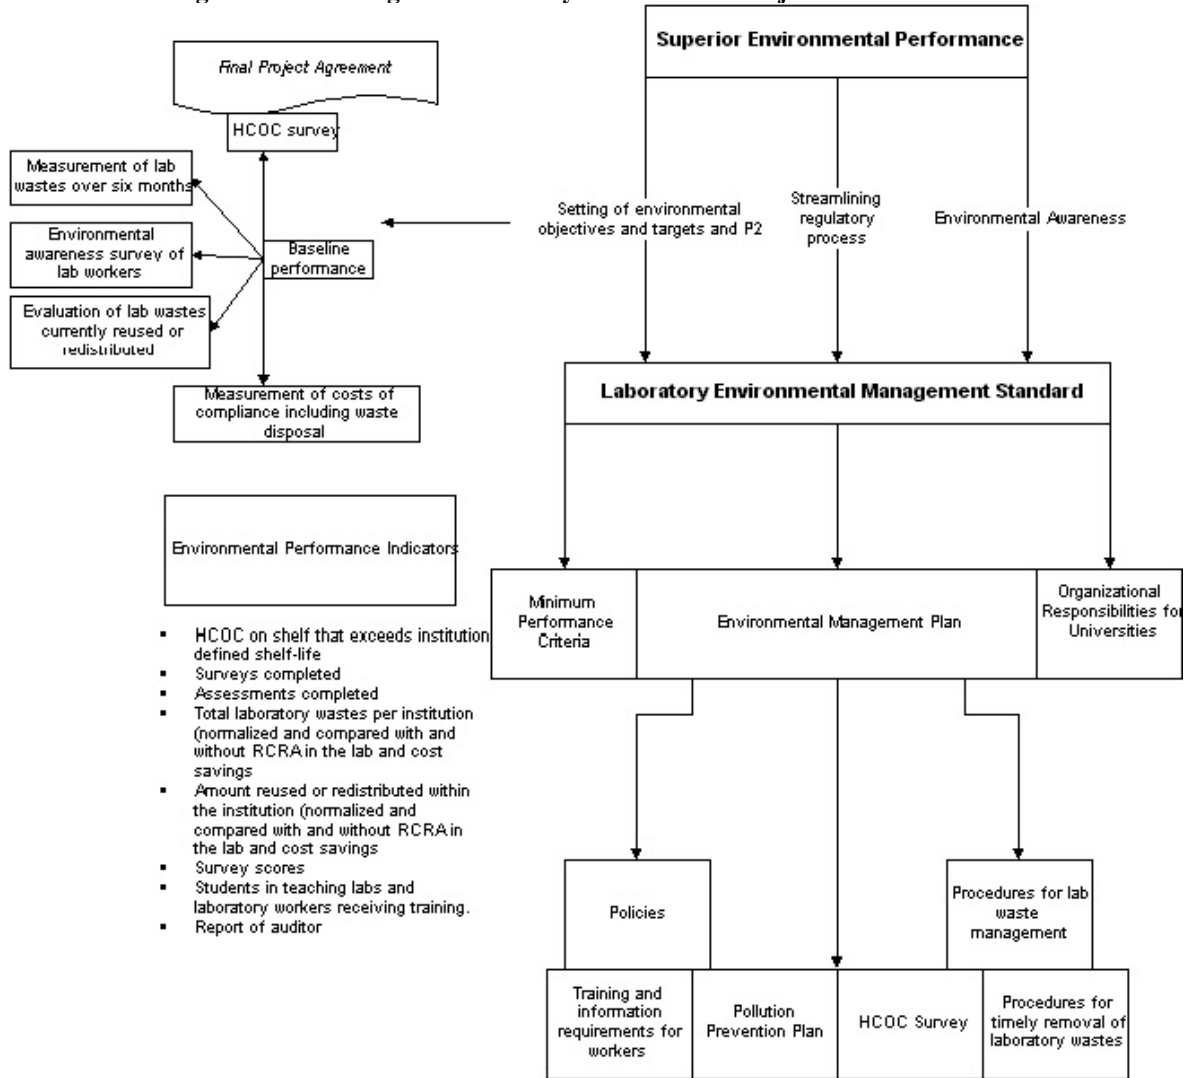 Superior Environmental Performance
Final Project Agreement
HCOC survey
Measurement of lab
wastes over six months
Environmental
awareness survey of
lab workers
Evaluation of lab wastes
currently reused or
redistributed
Baseline
performance
Measurement of costs of
compliance including waste
disposal
Setting of environmental
objectives and targets and P2
Streamlining
regulatory
process
Environmental Awareness
Laboratory Environmental Management Standard
Environmental Performance Indicators
▪ HCOC on shelf that exceeds institution
defined shelf-life
▪ Surveys completed
▪ Assessments completed
▪ Total laboratory wastes per institution
(normalized and compared with and
without RCRA in the lab and cost
savings
▪ Amount reused or redistributed within
the institution (normalized and
compared with and without RCRA in
the lab and cost savings
▪ Survey scores
▪ Students in teaching labs and
laboratory workers receiving training.
▪ Report of auditor
Minimum
Performance
Criteria
Environmental Management Plan
Organizational
Responsibilities for
Universities
Policies
Procedures for lab
waste
management
Training and
information
requirements for
workers
Pollution
Prevention Plan
HCOC Survey
Procedures for
timely removal of
laboratory wastes